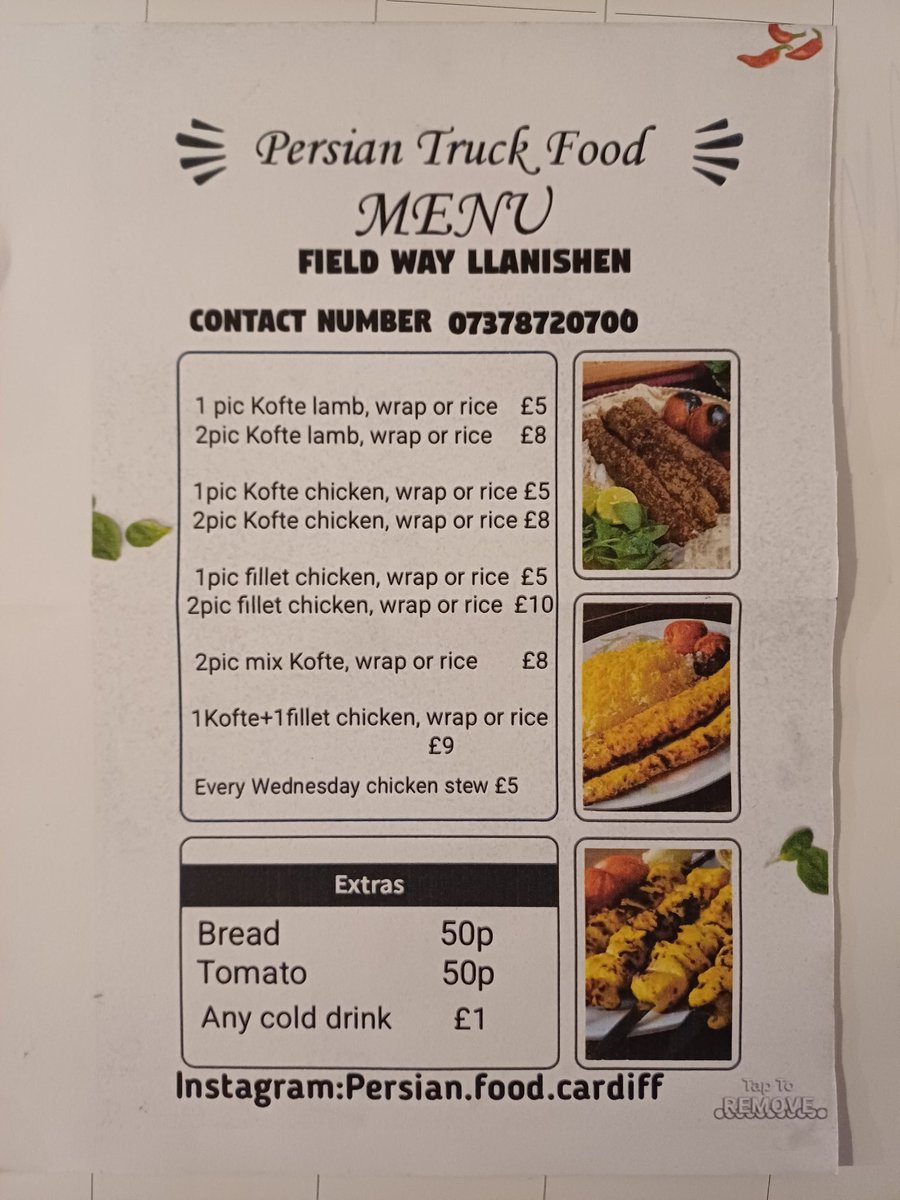 Persian Truck Food
MENU
FIELD WAY LLANISHEN
CONTACT NUMBER 07378720700
1 pic Kofte lamb, wrap or rice £5
2pic Kofte lamb, wrap or rice £8
1pic Kofte chicken, wrap or rice £5
2pic Kofte chicken, wrap or rice £8
1pic fillet chicken, wrap or rice £5
2pic fillet chicken, wrap or rice £10
2pic mix Kofte, wrap or rice £8
1Kofte+1fillet chicken, wrap or rice
£9
Every Wednesday chicken stew £5
Extras
Bread 50p
Tomato 50p
Any cold drink £1
Instagram:Persian.food.cardiff
Tap To
REMOVE